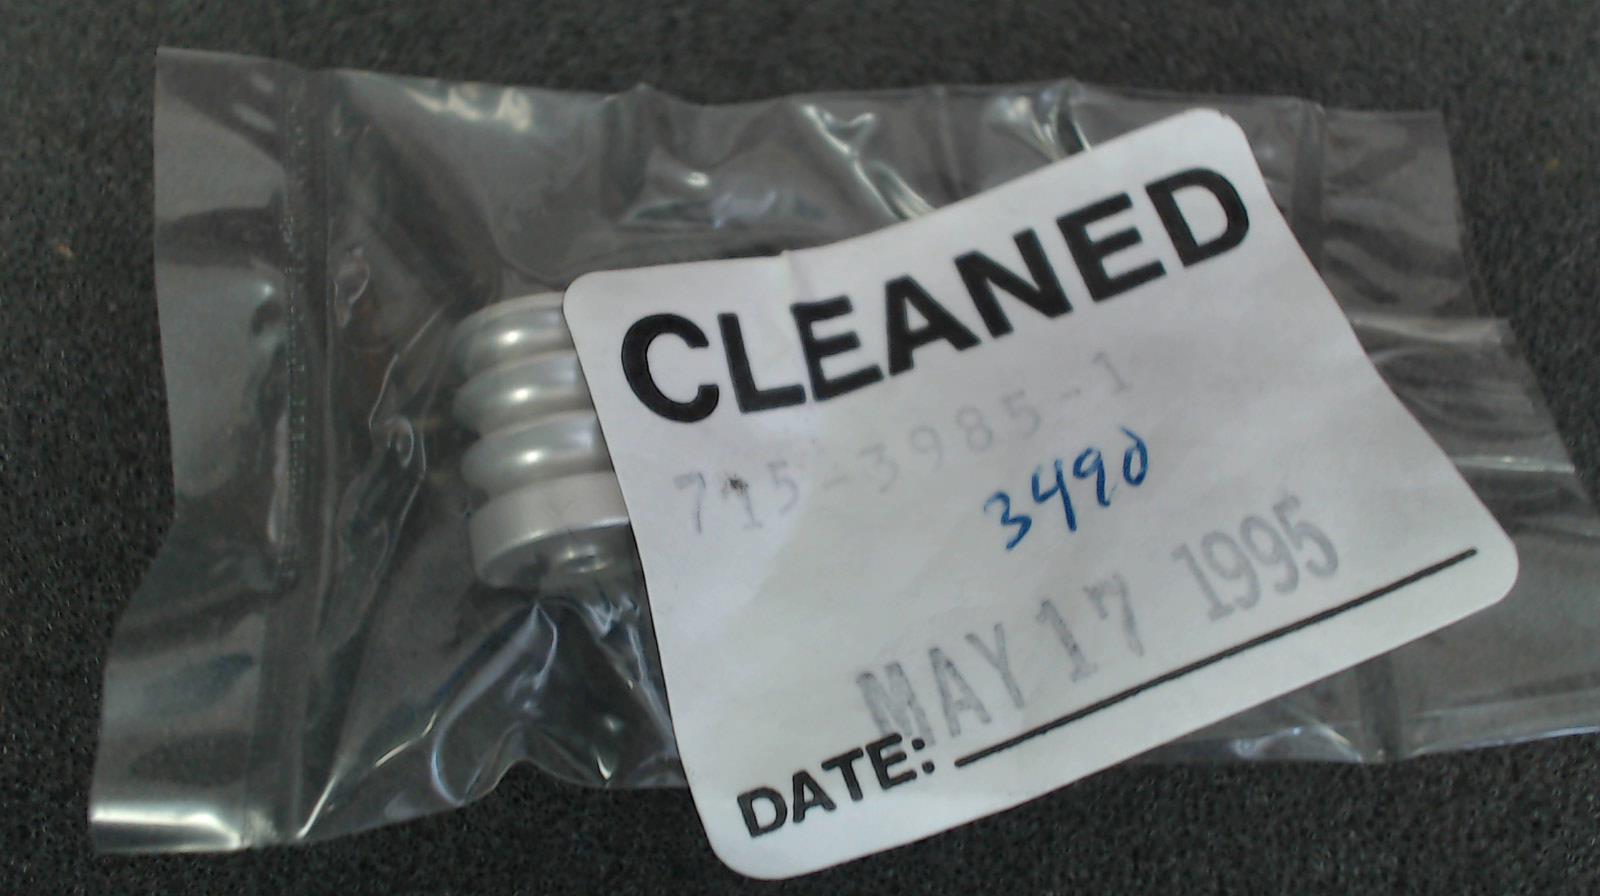 CLEANED
715-3985-1
3490
MAY 17 1995
DATE: